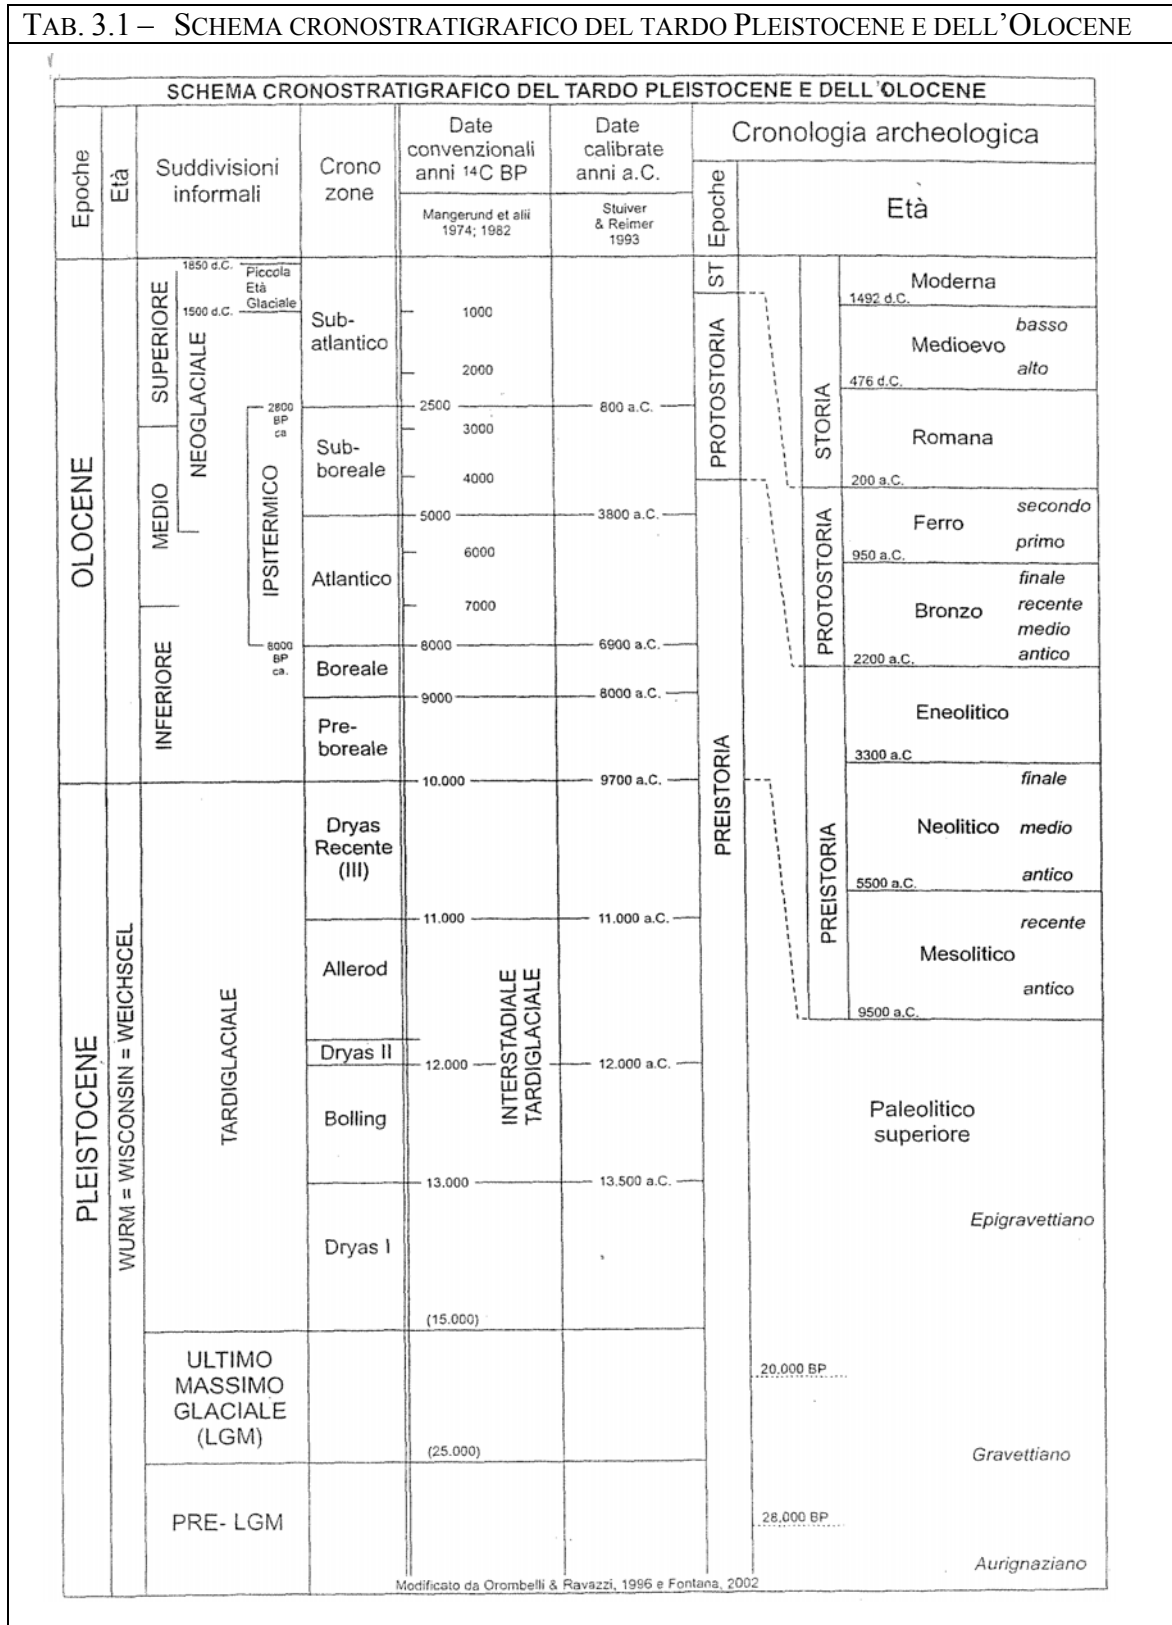 TAB. 3.1 – SCHEMA CRONOSTRATIGRAFICO DEL TARDO PLEISTOCENE E DELL'OLOCENE
SCHEMA CRONOSTRATIGRAFICO DEL TARDO PLEISTOCENE E DELL'OLOCENE
Epoche
Età
Suddivisioni
informali
Crono
zone
Date
convenzionali
anni 14C BP
Mangerund et alii
1974; 1982
Date
calibrate
anni a.C.
Stuiver
& Reimer
1993
Cronologia archeologica
Epoche
Età
OLOCENE
PLEISTOCENE
WURM = WISCONSIN = WEICHSCEL
SUPERIORE
MEDIO
INFERIORE
NEOGLACIALE
1850 d.C.
Piccola
Età
Glaciale
1500 d.C.
IPSITERMICO
2800
BP
ca
8000
BP
ca.
TARDIGLACIALE
ULTIMO
MASSIMO
GLACIALE
(LGM)
PRE- LGM
Sub-
atlantico
Sub-
boreale
Atlantico
Boreale
Pre-
boreale
Dryas
Recente
(III)
Allerod
Dryas II
Bolling
Dryas I
1000
2000
2500
3000
4000
5000
6000
7000
8000
9000
10.000
11.000
12.000
13.000
(15.000)
(25.000)
INTERSTADIALE
TARDIGLACIALE
800 a.C.
3800 a.C.
6900 a.C.
8000 a.C.
9700 a.C.
11.000 a.C.
12.000 a.C.
13.500 a.C.
ST
PROTOSTORIA
PREISTORIA
STORIA
PROTOSTORIA
PREISTORIA
Moderna
1492 d.C.
Medioevo
basso
alto
476 d.C.
Romana
200 a.C.
Ferro
secondo
primo
950 a.C.
Bronzo
finale
recente
medio
antico
2200 a.C.
Eneolitico
3300 a.C
Neolitico
finale
medio
antico
5500 a.C.
Mesolitico
recente
antico
9500 a.C.
Paleolitico
superiore
Epigravettiano
20.000 BP
Gravettiano
28.000 BP
Aurignaziano
Modificato da Orombelli & Ravazzi, 1996 e Fontana, 2002